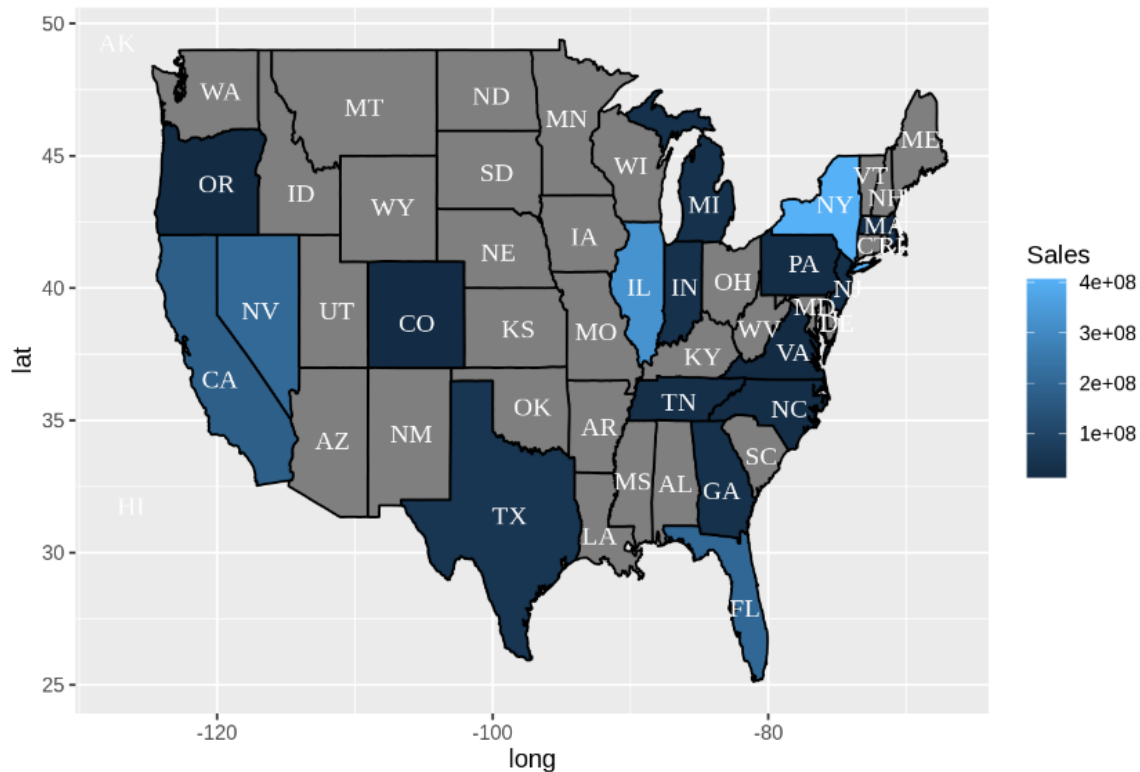 50
AK
WA
MT
ND
MN
ME
45
OR
ID
WY
SD
WI
MI
VT
NH
NY
MA
CT
RI
NE
IA
40
NV
UT
CO
KS
MO
IL
IN
OH
PA
NJ
MD
DE
WV
KY
VA
CA
35
AZ
NM
OK
AR
TN
NC
SC
HI
TX
LA
MS
AL
GA
30
FL
25
-120
-100
-80
lat
long
Sales
4e+08
3e+08
2e+08
1e+08